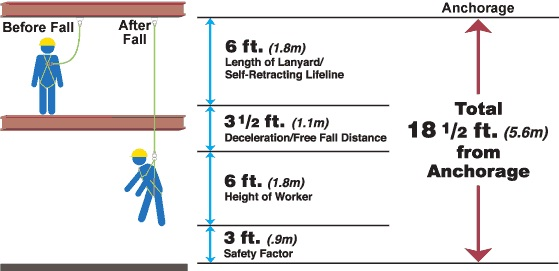 Before Fall
After
Fall
6 ft. (1.8m)
Length of Lanyard/
Self-Retracting Lifeline
3 1/2 ft. (1.1m)
Deceleration/Free Fall Distance
6 ft. (1.8m)
Height of Worker
3 ft. (.9m)
Safety Factor
Anchorage
Total
18 1/2 ft. (5.6m)
from
Anchorage